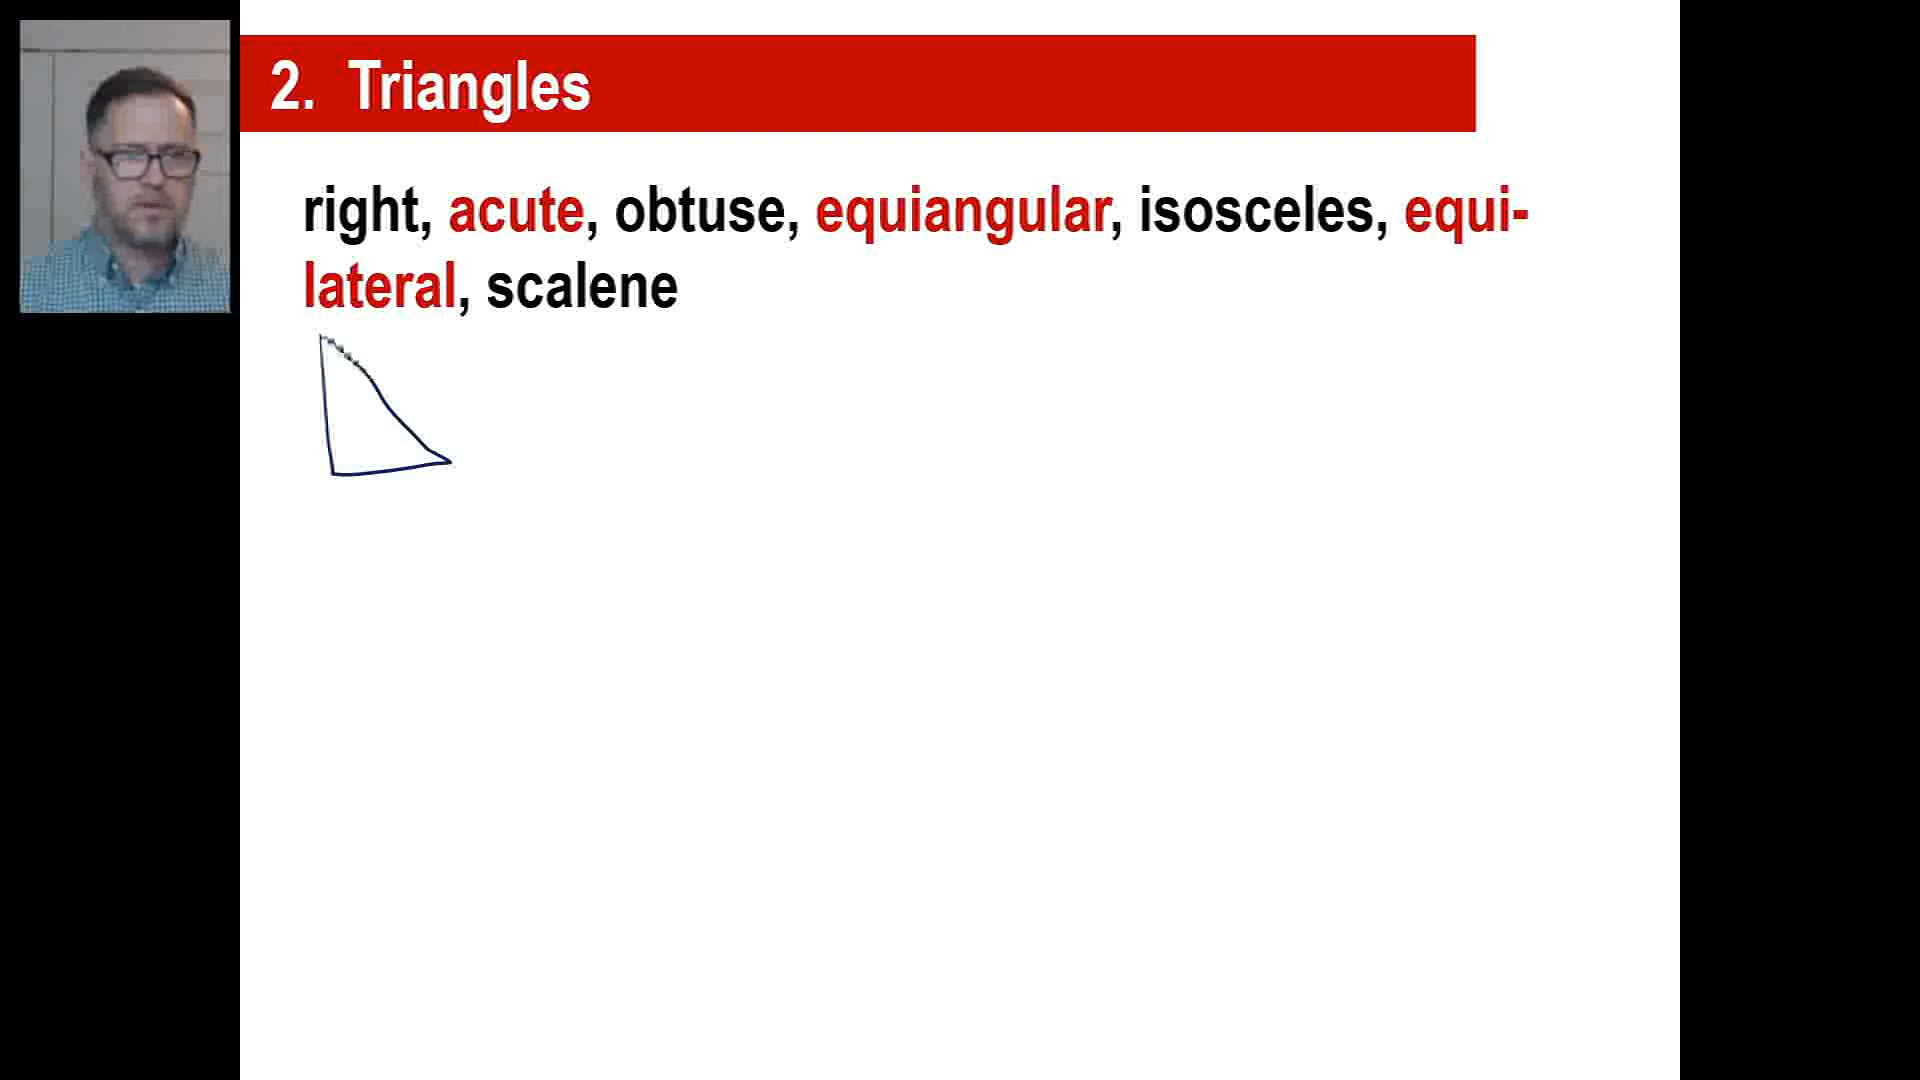 2. Triangles
right, acute, obtuse, equiangular, isosceles, equi-
lateral, scalene